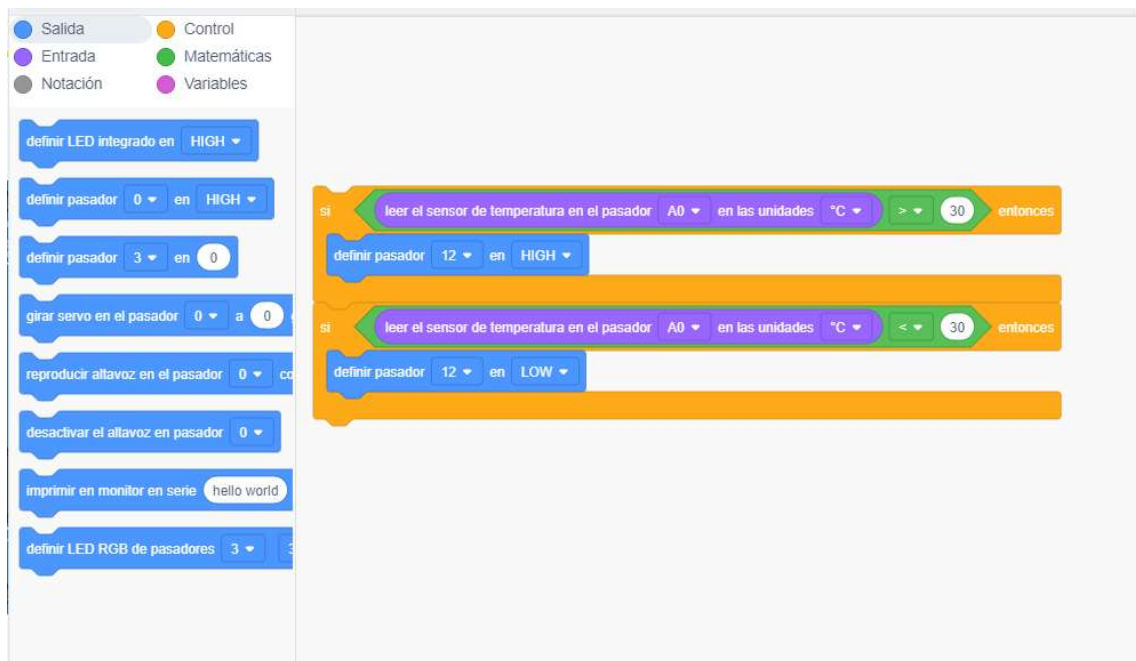 Salida Control
Entrada Matemáticas
Notación Variables
definir LED integrado en HIGH
definir pasador 0 en HIGH
definir pasador 3 en 0
girar servo en el pasador 0 a 0
reproducir altavoz en el pasador 0 co
desactivar el altavoz en pasador 0
imprimir en monitor en serie hello world
definir LED RGB de pasadores 3
si leer el sensor de temperatura en el pasador A0 en las unidades °C > 30 entonces
definir pasador 12 en HIGH
si leer el sensor de temperatura en el pasador A0 en las unidades °C < 30 entonces
definir pasador 12 en LOW